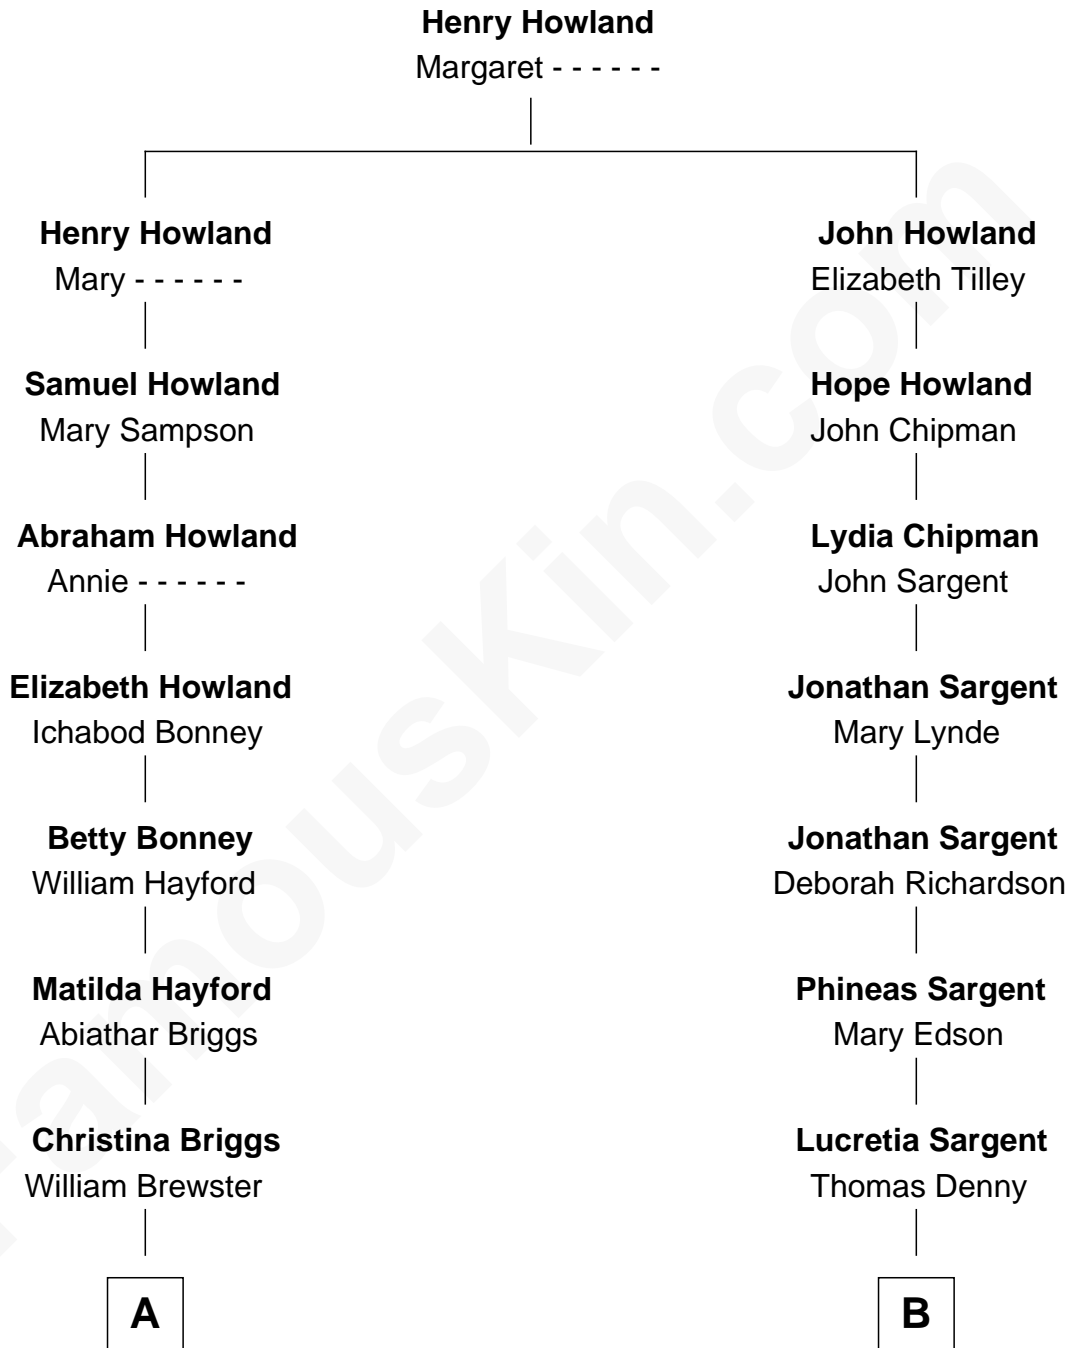 Henry Howland
Margaret - - - - - -
Henry Howland
Mary - - - - - -
John Howland
Elizabeth Tilley
Samuel Howland
Mary Sampson
Hope Howland
John Chipman
Abraham Howland
Annie - - - - - -
Lydia Chipman
John Sargent
Elizabeth Howland
Ichabod Bonney
Jonathan Sargent
Mary Lynde
Betty Bonney
William Hayford
Jonathan Sargent
Deborah Richardson
Matilda Hayford
Abiathar Briggs
Phineas Sargent
Mary Edson
Christina Briggs
William Brewster
Lucretia Sargent
Thomas Denny
A
B
FamousKin.com